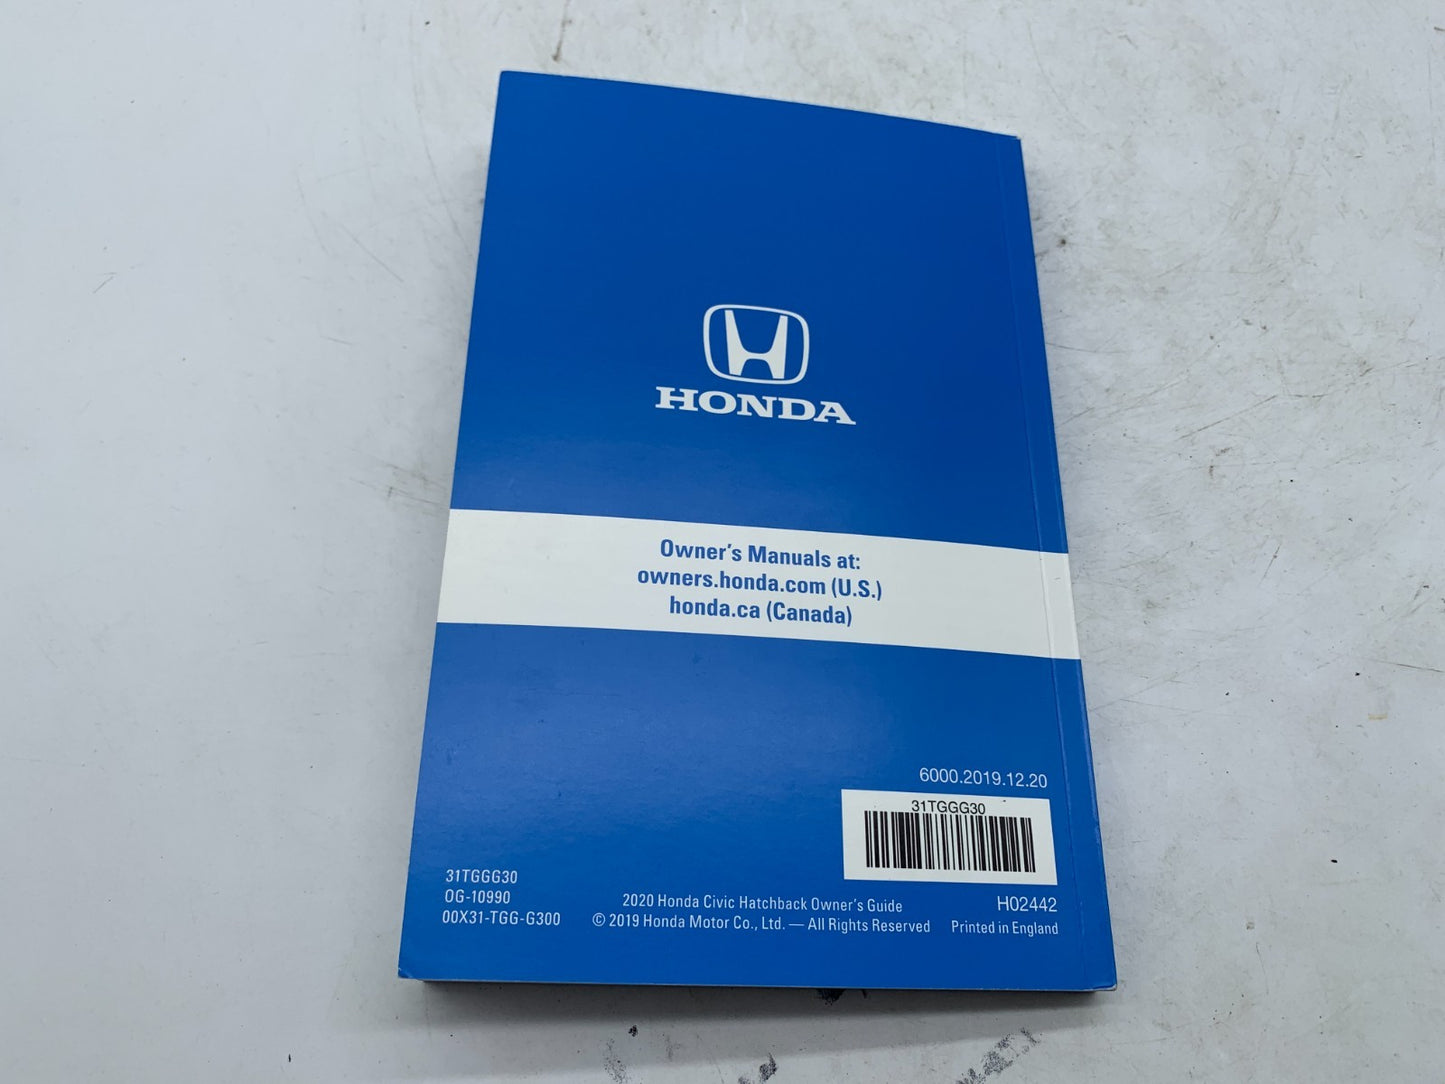 HONDA
Owner's Manuals at:
owners.honda.com (U.S.)
honda.ca (Canada)
6000.2019.12.20
31TGGG30
31TGGG30
OG-10990
00X31-TGG-G300
2020 Honda Civic Hatchback Owner's Guide
© 2019 Honda Motor Co., Ltd. — All Rights Reserved
H02442
Printed in England